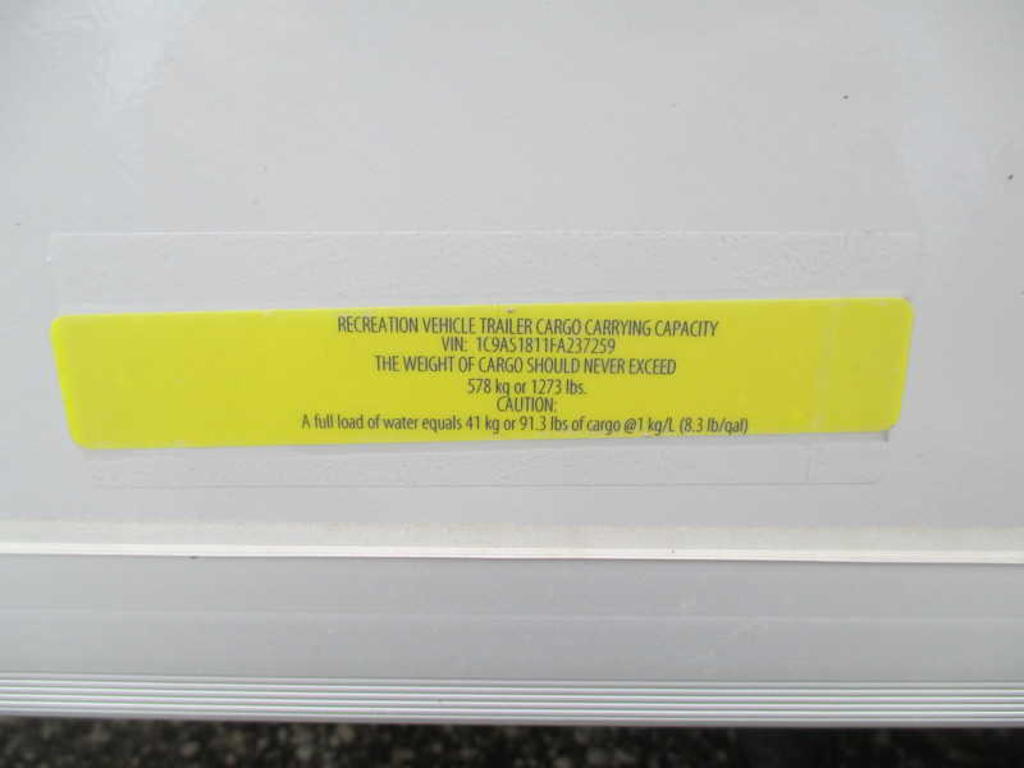 RECREATION VEHICLE TRAILER CARGO CARRYING CAPACITY
VIN: 1C9A51811FA237259
THE WEIGHT OF CARGO SHOULD NEVER EXCEED
578 kg or 1273 lbs.
CAUTION:
A full load of water equals 41 kg or 91.3 lbs of cargo @1 kg/L (8.3 lb/gal)